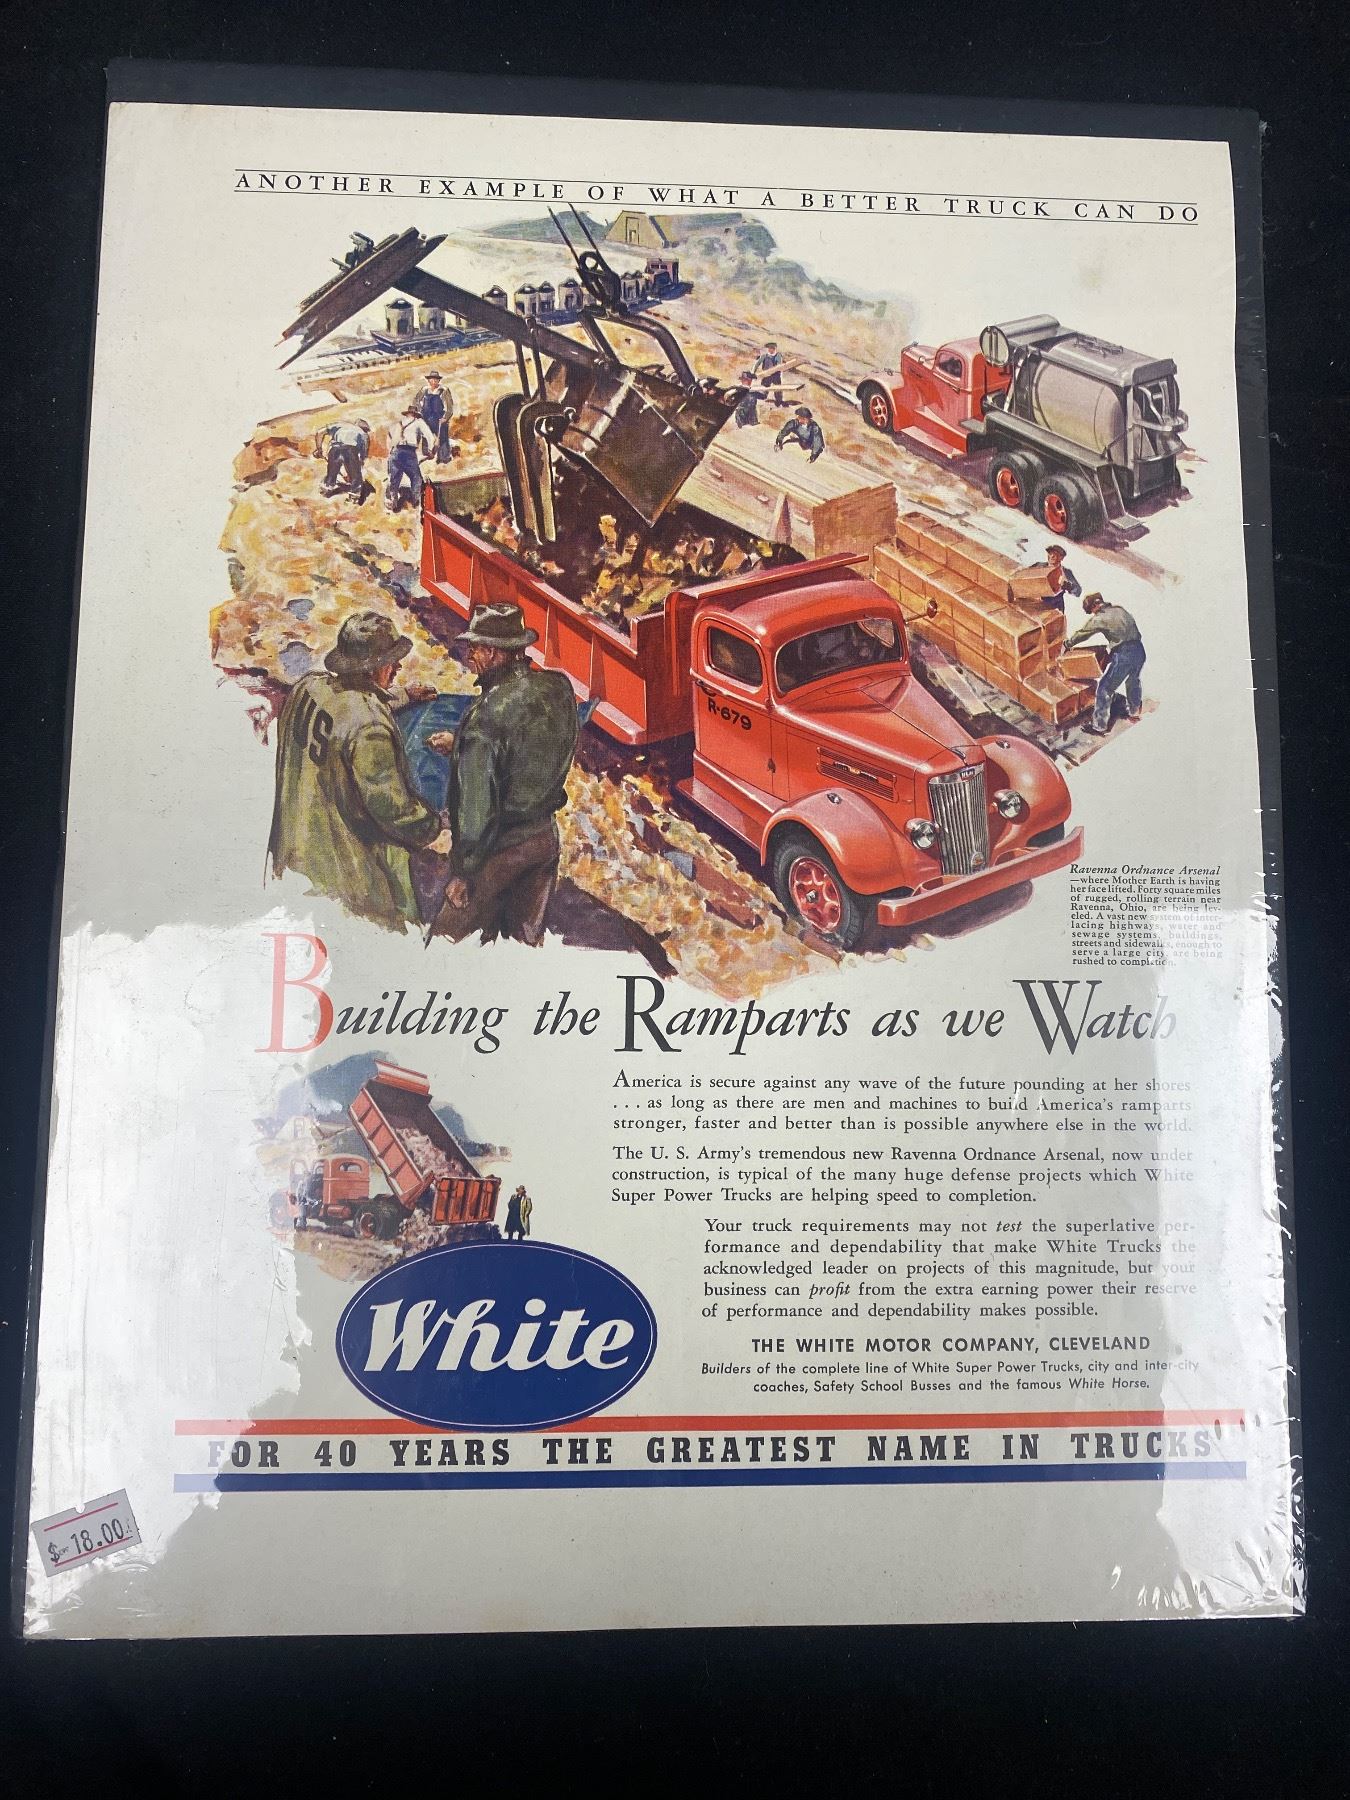 ANOTHER EXAMPLE OF WHAT A BETTER TRUCK CAN DO
US
R-679
Ravenna Ordnance Arsenal
—where Mother Earth is having
her face lifted. Forty square miles
of rugged, rolling terrain near
Ravenna, Ohio, are being lev-
eled. A vast new system of inter-
lacing highways, water and
sewage systems, buildings,
streets and sidewalks, enough to
serve a large city, are being
rushed to completion.
Building the Ramparts as we Watch
America is secure against any wave of the future pounding at her shores
. . . as long as there are men and machines to build America's ramparts
stronger, faster and better than is possible anywhere else in the world.
The U. S. Army's tremendous new Ravenna Ordnance Arsenal, now under
construction, is typical of the many huge defense projects which White
Super Power Trucks are helping speed to completion.
Your truck requirements may not test the superlative per-
formance and dependability that make White Trucks the
acknowledged leader on projects of this magnitude, but your
business can profit from the extra earning power their reserve
of performance and dependability makes possible.
White
THE WHITE MOTOR COMPANY, CLEVELAND
Builders of the complete line of White Super Power Trucks, city and inter-city
coaches, Safety School Busses and the famous White Horse.
FOR 40 YEARS THE GREATEST NAME IN TRUCKS
$ 18.00